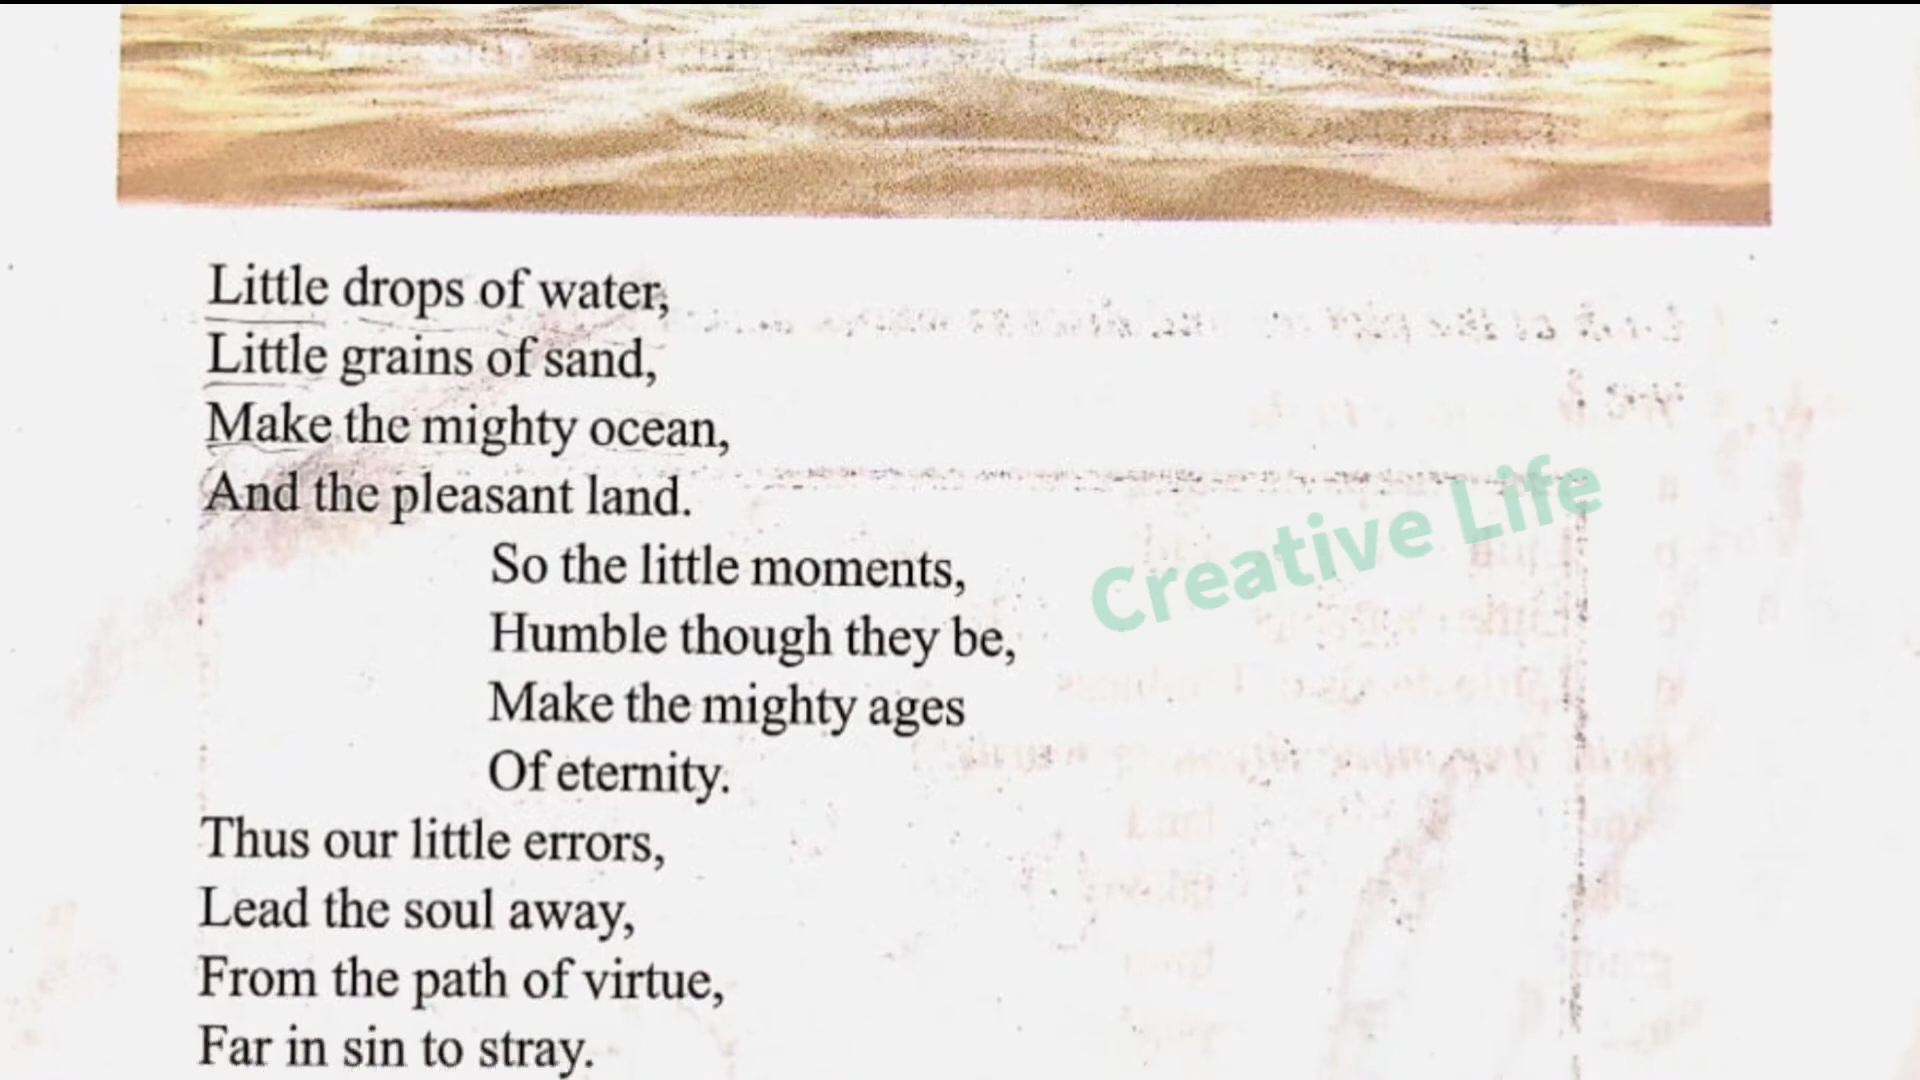 Little drops of water,
Little grains of sand,
Make the mighty ocean,
And the pleasant land.
So the little moments,
Humble though they be,
Make the mighty ages
Of eternity.
Thus our little errors,
Lead the soul away,
From the path of virtue,
Far in sin to stray.
Creative Life